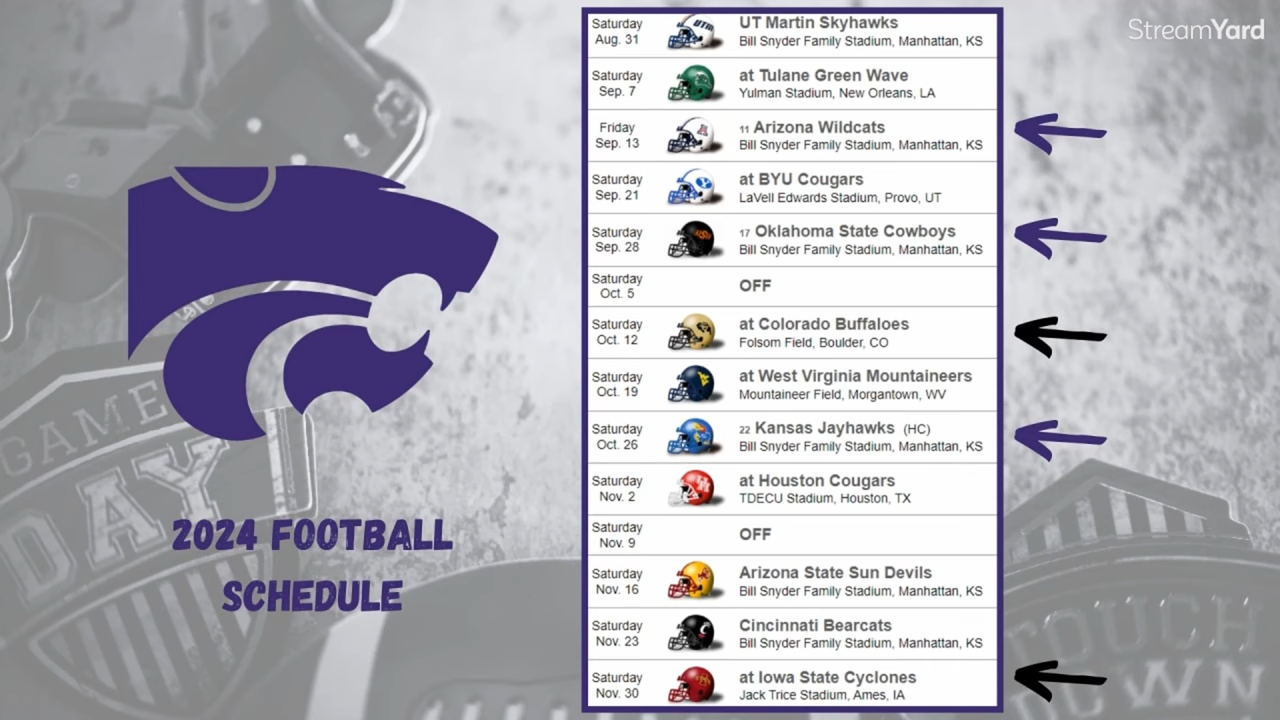 StreamYard
GAME
DAY
2024 FOOTBALL
SCHEDULE
Saturday
Aug. 31
UTM
UT Martin Skyhawks
Bill Snyder Family Stadium, Manhattan, KS
Saturday
Sep. 7
at Tulane Green Wave
Yulman Stadium, New Orleans, LA
Friday
Sep. 13
A
11 Arizona Wildcats
Bill Snyder Family Stadium, Manhattan, KS
Saturday
Sep. 21
Y
at BYU Cougars
LaVell Edwards Stadium, Provo, UT
Saturday
Sep. 28
17 Oklahoma State Cowboys
Bill Snyder Family Stadium, Manhattan, KS
Saturday
Oct. 5
OFF
Saturday
Oct. 12
at Colorado Buffaloes
Folsom Field, Boulder, CO
Saturday
Oct. 19
at West Virginia Mountaineers
Mountaineer Field, Morgantown, WV
Saturday
Oct. 26
22 Kansas Jayhawks (HC)
Bill Snyder Family Stadium, Manhattan, KS
Saturday
Nov. 2
at Houston Cougars
TDECU Stadium, Houston, TX
Saturday
Nov. 9
OFF
Saturday
Nov. 16
Arizona State Sun Devils
Bill Snyder Family Stadium, Manhattan, KS
Saturday
Nov. 23
Cincinnati Bearcats
Bill Snyder Family Stadium, Manhattan, KS
Saturday
Nov. 30
at Iowa State Cyclones
Jack Trice Stadium, Ames, IA
TOUCH
DOWN